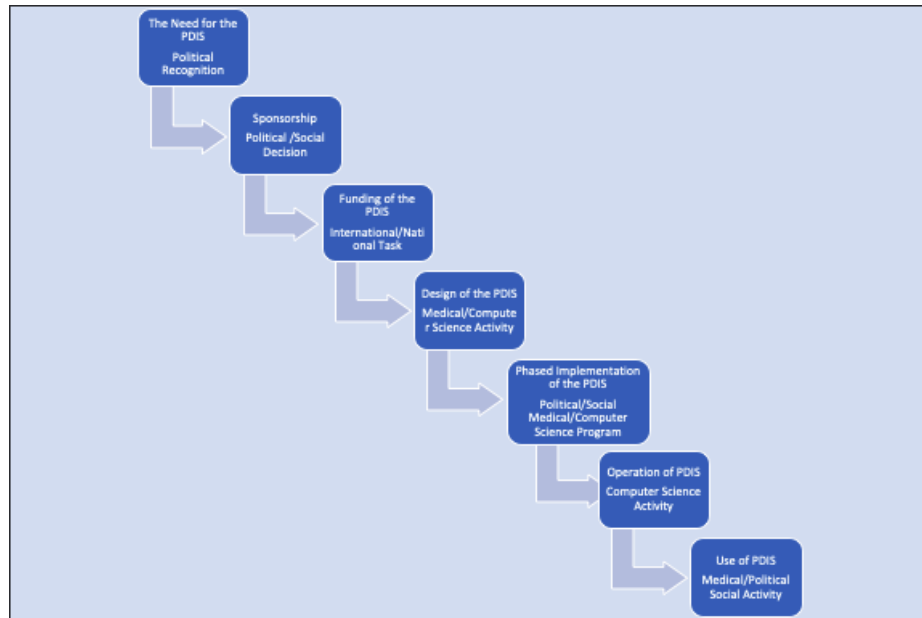 The Need for the
PDIS
Political
Recognition
Sponsorship
Political /Social
Decision
Funding of the
PDIS
International/Nati
onal Task
Design of the PDIS
Medical/Compute
r Science Activity
Phased Implementation
of the PDIS
Political/Social
Medical/Computer
Science Program
Operation of PDIS
Computer Science
Activity
Use of PDIS
Medical/Political
Social Activity